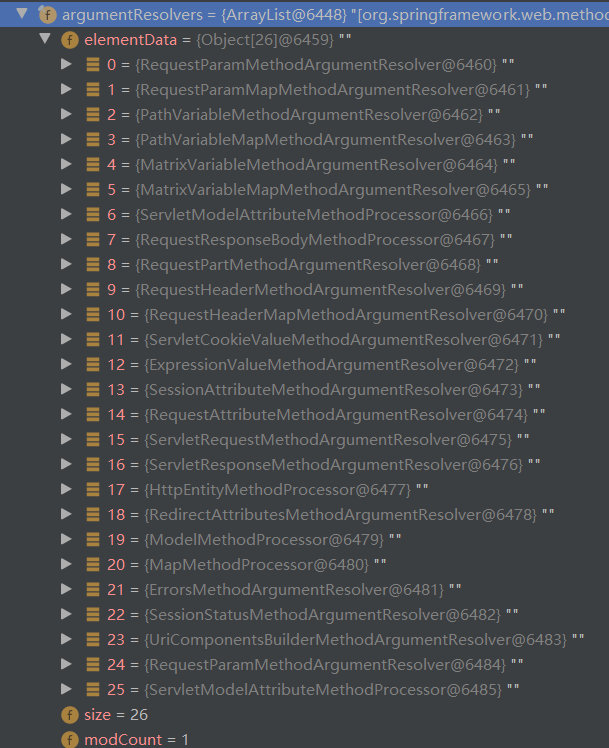 f argumentResolvers = {ArrayList@6448} "[org.springframework.web.metho
f elementData = {Object[26]@6459} ""
0 = {RequestParamMethodArgumentResolver@6460} ""
1 = {RequestParamMapMethodArgumentResolver@6461} ""
2 = {PathVariableMethodArgumentResolver@6462} ""
3 = {PathVariableMapMethodArgumentResolver@6463} ""
4 = {MatrixVariableMethodArgumentResolver@6464} ""
5 = {MatrixVariableMapMethodArgumentResolver@6465} ""
6 = {ServletModelAttributeMethodProcessor@6466} ""
7 = {RequestResponseBodyMethodProcessor@6467} ""
8 = {RequestPartMethodArgumentResolver@6468} ""
9 = {RequestHeaderMethodArgumentResolver@6469} ""
10 = {RequestHeaderMapMethodArgumentResolver@6470} ""
11 = {ServletCookieValueMethodArgumentResolver@6471} ""
12 = {ExpressionValueMethodArgumentResolver@6472} ""
13 = {SessionAttributeMethodArgumentResolver@6473} ""
14 = {RequestAttributeMethodArgumentResolver@6474} ""
15 = {ServletRequestMethodArgumentResolver@6475} ""
16 = {ServletResponseMethodArgumentResolver@6476} ""
17 = {HttpEntityMethodProcessor@6477} ""
18 = {RedirectAttributesMethodArgumentResolver@6478} ""
19 = {ModelMethodProcessor@6479} ""
20 = {MapMethodProcessor@6480} ""
21 = {ErrorsMethodArgumentResolver@6481} ""
22 = {SessionStatusMethodArgumentResolver@6482} ""
23 = {UriComponentsBuilderMethodArgumentResolver@6483} ""
24 = {RequestParamMethodArgumentResolver@6484} ""
25 = {ServletModelAttributeMethodProcessor@6485} ""
f size = 26
f modCount = 1